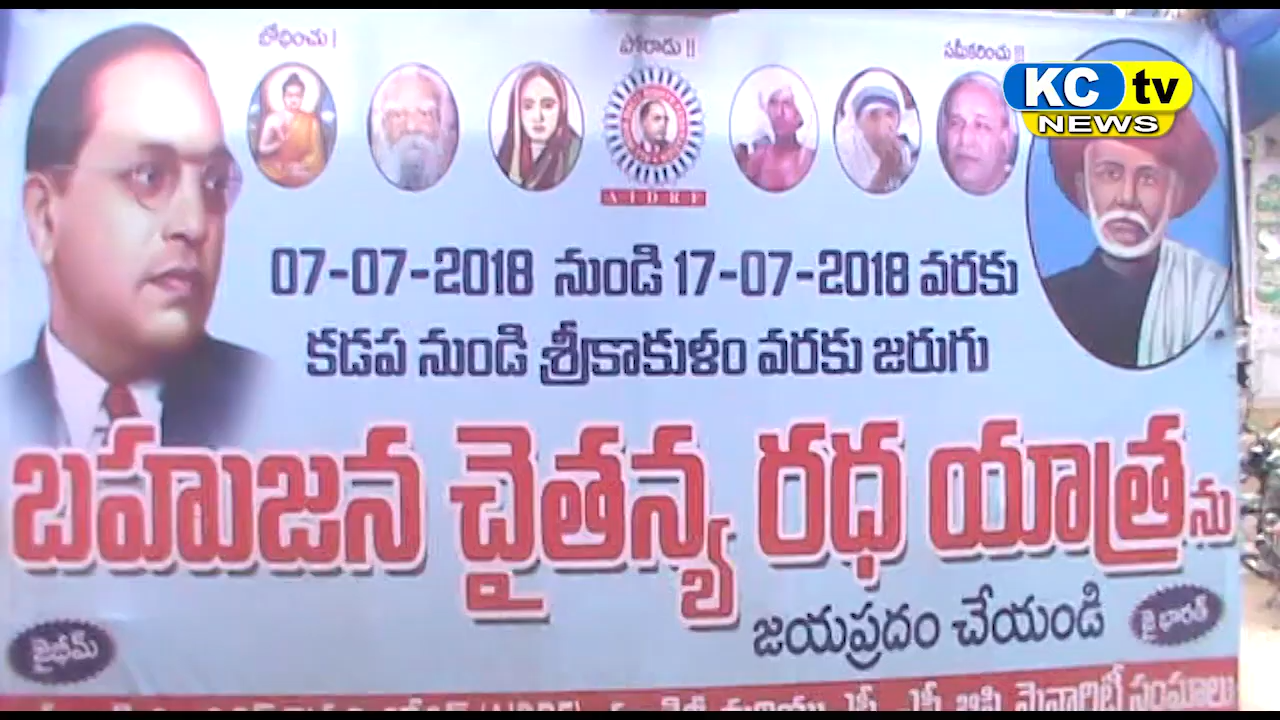 బోధించు | పోరాడు !! సమీకరించు !!!
KC tv
NEWS
AIDRF
07-07-2018 నుండి 17-07-2018 వరకు
కడప నుండి శ్రీకాకుళం వరకు జరుగు
బహుజన చైతన్య రధ యాత్రను
జయప్రదం చేయండి
జైభీమ్
జై భారత్
మైనారిటీ సంఘాలు